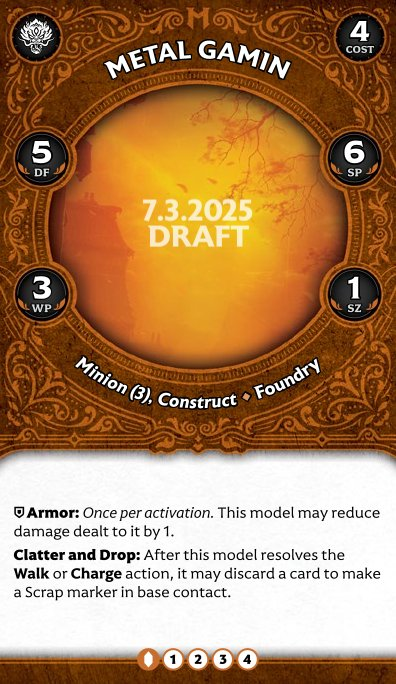 4
COST
METAL GAMIN
5
DF
6
SP
7.3.2025
DRAFT
3
WP
1
SZ
Minion (3), Construct ♦ Foundry
Armor: Once per activation. This model may reduce
damage dealt to it by 1.
Clatter and Drop: After this model resolves the
Walk or Charge action, it may discard a card to make
a Scrap marker in base contact.
1 2 3 4